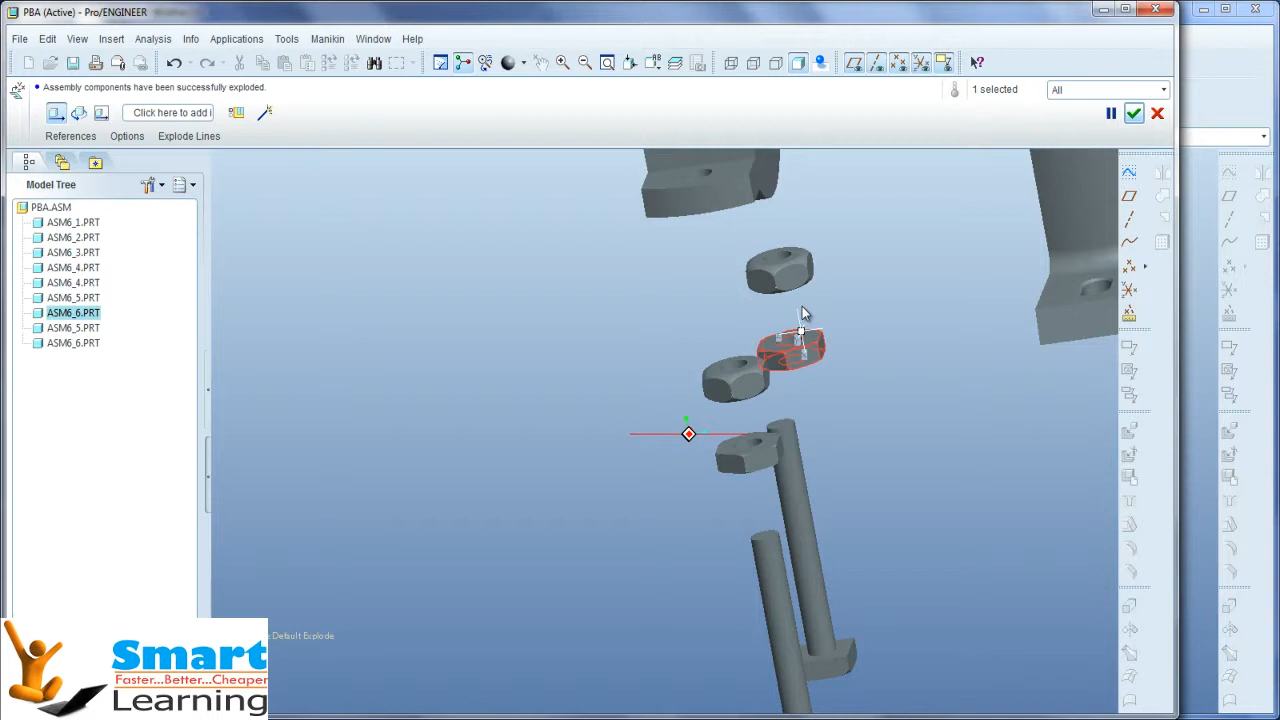 PBA (Active) - Pro/ENGINEER
File Edit View Insert Analysis Info Applications Tools Manikin Window Help
Assembly components have been successfully exploded.
1 selected
All
Click here to add i
References Options Explode Lines
Model Tree
PBA.ASM
ASM6_1.PRT
ASM6_2.PRT
ASM6_3.PRT
ASM6_4.PRT
ASM6_4.PRT
ASM6_5.PRT
ASM6_6.PRT
ASM6_5.PRT
ASM6_6.PRT
Default Explode
Smart
Faster...Better...Cheaper
Learning